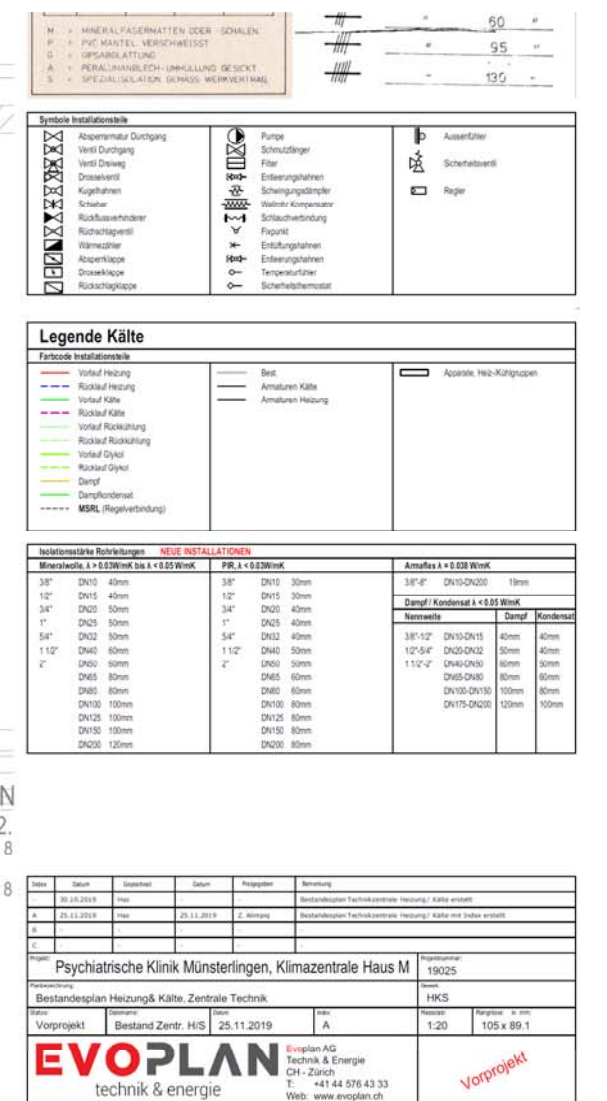 M = MINERALFASERMATTEN ODER -SCHALEN
P = PVC MANTEL VERSCHWEISST
G = GIPSABGLÄTTUNG
A = PERALUMANBLECH-UMHÜLLUNG GESICKT
S = SPEZIALISOLATION GEMÄSS WERKVERTRAG
" 60 "
" 95 "
" 130 "
Symbole Installationsteile
Absperrarmatur Durchgang
Ventil Durchgang
Ventil Dreiweg
Drosselventil
Kugelhahnen
Schieber
Rückflussverhinderer
Rückschlagventil
Wärmezähler
Absperrklappe
Drosselklappe
Rückschlagklappe
Pumpe
Schmutzfänger
Filter
Entleerungshahnen
Schwingungsdämpfer
Wellrohr Kompensator
Schlauchverbindung
Fixpunkt
Entlüftungshahnen
Entleerungshahnen
Temperaturfühler
Sicherheitsthermostat
Aussenfühler
Sicherheitsventil
Regler
Legende Kälte
Farbcode Installationsteile
Vorlauf Heizung
Rücklauf Heizung
Vorlauf Kälte
Rücklauf Kälte
Vorlauf Rückkühlung
Rücklauf Rückkühlung
Vorlauf Glykol
Rücklauf Glykol
Dampf
Dampfkondensat
MSRL (Regelverbindung)
Best.
Armaturen Kälte
Armaturen Heizung
Apparate, Heiz-/Kühlgruppen
Isolationsstärke Rohrleitungen NEUE INSTALLATIONEN
Mineralwolle, λ > 0.03W/mK bis λ < 0.05 W/mK
3/8" DN10 40mm
1/2" DN15 40mm
3/4" DN20 50mm
1" DN25 50mm
5/4" DN32 50mm
1 1/2" DN40 60mm
2" DN50 60mm
DN65 80mm
DN80 80mm
DN100 100mm
DN125 100mm
DN150 100mm
DN200 120mm
PIR, λ < 0.03W/mK
3/8" DN10 30mm
1/2" DN15 30mm
3/4" DN20 40mm
1" DN25 40mm
5/4" DN32 40mm
1 1/2" DN40 50mm
2" DN50 50mm
DN65 60mm
DN80 60mm
DN100 80mm
DN125 80mm
DN150 80mm
DN200 80mm
Armaflex λ = 0.038 W/mK
3/8"-8" DN10-DN200 19mm
Dampf / Kondensat λ < 0.05 W/mK
Nennweite Dampf Kondensat
3/8"-1/2" DN10-DN15 40mm 40mm
1/2"-5/4" DN20-DN32 50mm 40mm
1 1/2"-2" DN40-DN50 60mm 50mm
DN65-DN80 80mm 60mm
DN100-DN150 100mm 80mm
DN175-DN200 120mm 100mm
N
2.
8
8
Index Datum Gezeichnet Datum Freigegeben Bemerkung
- 30.10.2019 Has - - Bestandesplan Technikzentrale Heizung / Kälte erstellt
A 25.11.2019 Has 25.11.2019 Z. Alimpig Bestandesplan Technikzentrale Heizung / Kälte mit Index erstellt
B - - - - -
C - - - - -
Projekt: Projektnummer:
Psychiatrische Klinik Münsterlingen, Klimazentrale Haus M 19025
Planbezeichnung: Gewerk
Bestandesplan Heizung& Kälte, Zentrale Technik HKS
Status: Dateiname: Datum Index: Massstab: Plangrösse in mm:
Vorprojekt Bestand Zentr. H/S 25.11.2019 A 1:20 105 x 89.1
EVOPLAN
technik & energie
Evoplan AG
Technik & Energie
CH - Zürich
T: +41 44 576 43 33
Web: www.evoplan.ch
Vorprojekt